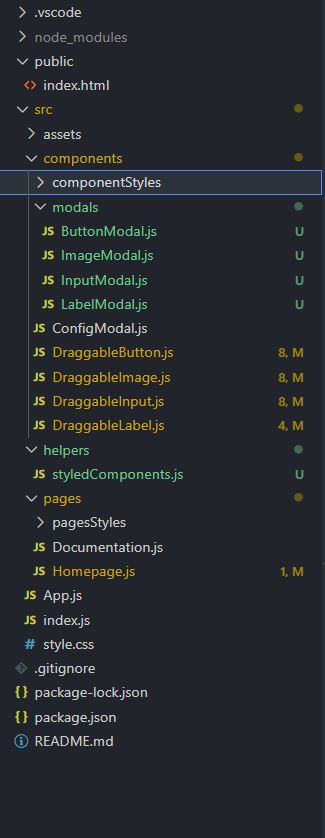 .vscode
node_modules
public
<> index.html
src
assets
components
componentStyles
modals
JS ButtonModal.js U
JS ImageModal.js U
JS InputModal.js U
JS LabelModal.js U
JS ConfigModal.js
JS DraggableButton.js 8, M
JS DraggableImage.js 8, M
JS DraggableInput.js 8, M
JS DraggableLabel.js 4, M
helpers
JS styledComponents.js U
pages
pagesStyles
JS Documentation.js
JS Homepage.js 1, M
JS App.js
JS index.js
# style.css
.gitignore
{} package-lock.json
{} package.json
README.md